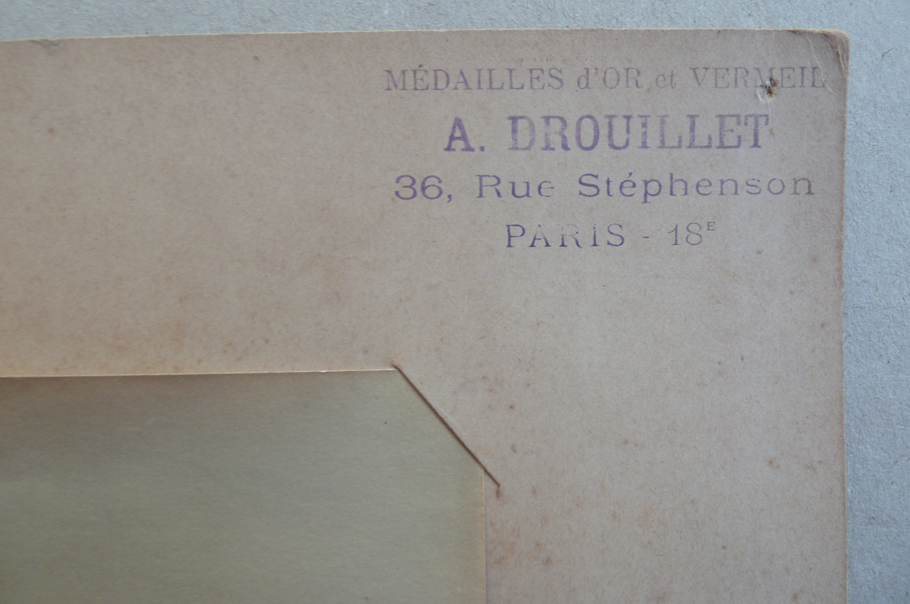 MÉDAILLES d'OR et VERMEIL
A. DROUILLET
36, Rue Stéphenson
PARIS - 18E